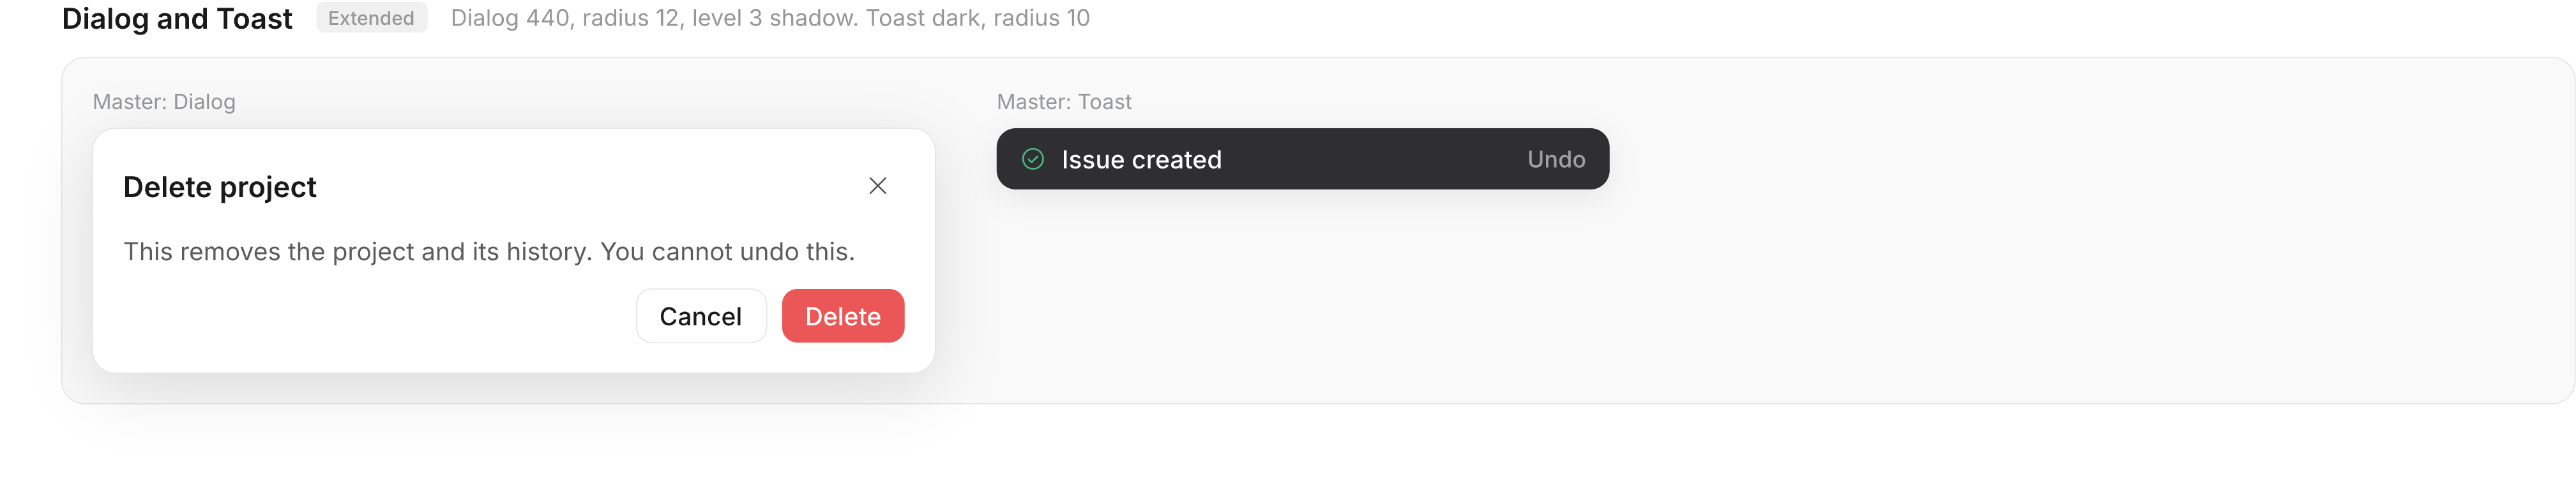 Dialog and Toast Extended Dialog 440, radius 12, level 3 shadow. Toast dark, radius 10
Master: Dialog
Delete project
This removes the project and its history. You cannot undo this.
Cancel Delete
Master: Toast
Issue created Undo